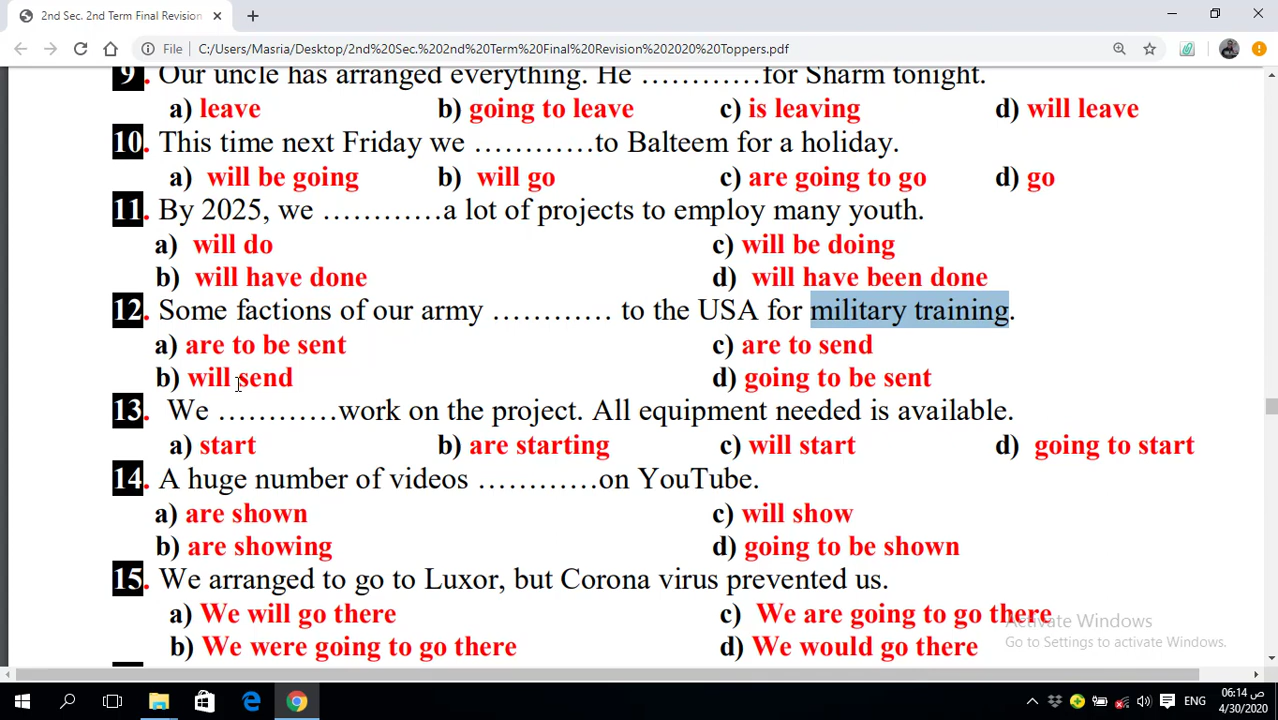 2nd Sec. 2nd Term Final Revision
File C:/Users/Masria/Desktop/2nd%20Sec.%202nd%20Term%20Final%20Revision%202020%20Toppers.pdf
9. Our uncle has arranged everything. He …………for Sharm tonight.
a) leave b) going to leave c) is leaving d) will leave
10. This time next Friday we …………to Balteem for a holiday.
a) will be going b) will go c) are going to go d) go
11. By 2025, we …………a lot of projects to employ many youth.
a) will do c) will be doing
b) will have done d) will have been done
12. Some factions of our army ………… to the USA for military training.
a) are to be sent c) are to send
b) will send d) going to be sent
13. We …………work on the project. All equipment needed is available.
a) start b) are starting c) will start d) going to start
14. A huge number of videos …………on YouTube.
a) are shown c) will show
b) are showing d) going to be shown
15. We arranged to go to Luxor, but Corona virus prevented us.
a) We will go there c) We are going to go there
b) We were going to go there d) We would go there
Activate Windows
Go to Settings to activate Windows.
ENG
06:14 ص
4/30/2020